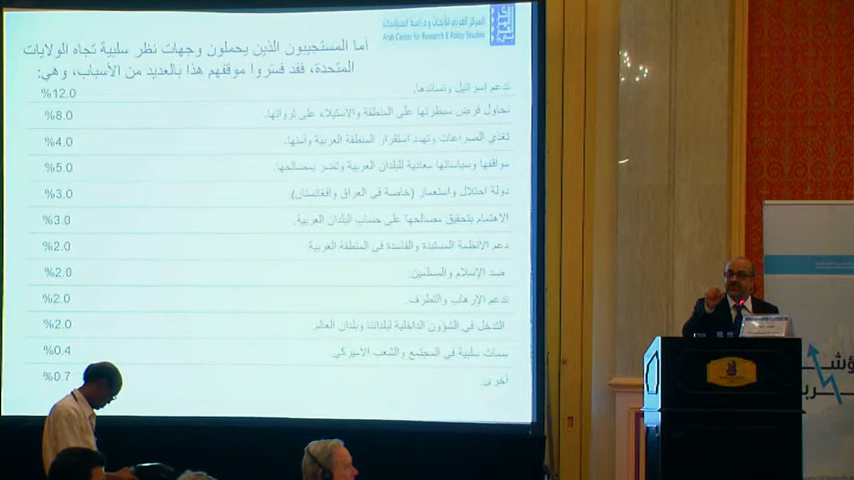 المركز العربي للأبحاث ودراسة السياسات
Arab Center for Research & Policy Studies
أما المستجيبون الذين يحملون وجهات نظر سلبية تجاه الولايات
المتحدة، فقد فسّروا موقفهم هذا بالعديد من الأسباب، وهي:
تدعم إسرائيل وتساندها. %12.0
تحاول فرض سيطرتها على المنطقة والاستيلاء على ثرواتها. %8.0
تغذي الصراعات وتهدد استقرار المنطقة العربية وأمنها. %4.0
مواقفها وسياساتها معادية للبلدان العربية وتضر بمصالحها. %5.0
دولة احتلال واستعمار (خاصة في العراق وأفغانستان) %3.0
الاهتمام بتحقيق مصالحها على حساب البلدان العربية. %3.0
دعم الأنظمة المستبدة والفاسدة في المنطقة العربية. %2.0
ضد الإسلام والمسلمين. %2.0
تدعم الإرهاب والتطرف. %2.0
التدخل في الشؤون الداخلية لبلداننا وبلدان العالم. %2.0
سمات سلبية في المجتمع والشعب الأميركي. %0.4
أخرى. %0.7